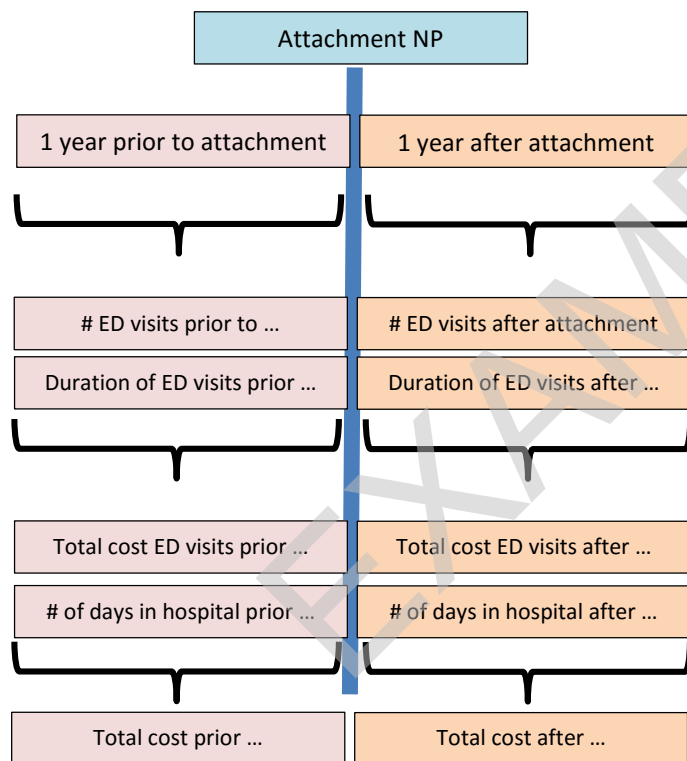 Attachment NP
1 year prior to attachment
1 year after attachment
# ED visits prior to …
# ED visits after attachment
Duration of ED visits prior …
Duration of ED visits after …
Total cost ED visits prior …
Total cost ED visits after …
# of days in hospital prior …
# of days in hospital after …
Total cost prior …
Total cost after …